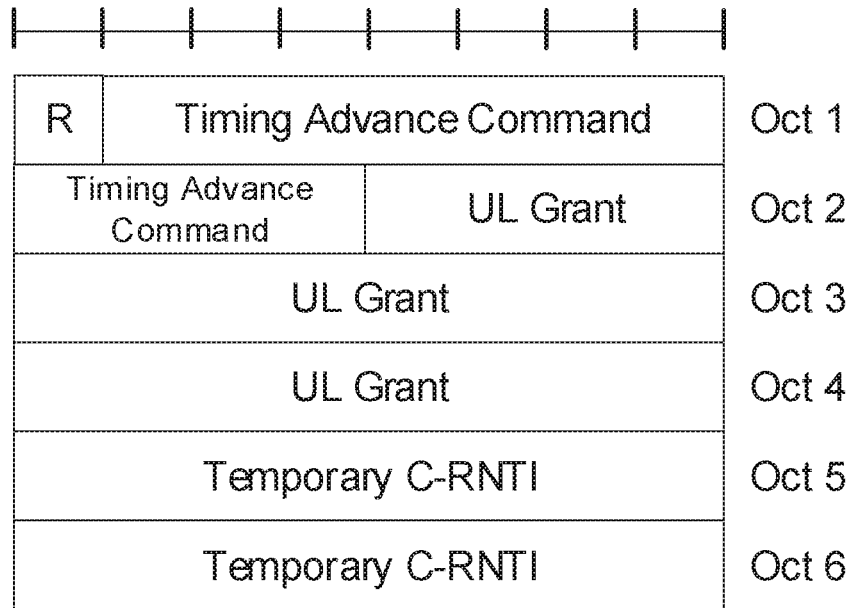 R Timing Advance Command Oct 1
Timing Advance
Command UL Grant Oct 2
UL Grant Oct 3
UL Grant Oct 4
Temporary C-RNTI Oct 5
Temporary C-RNTI Oct 6